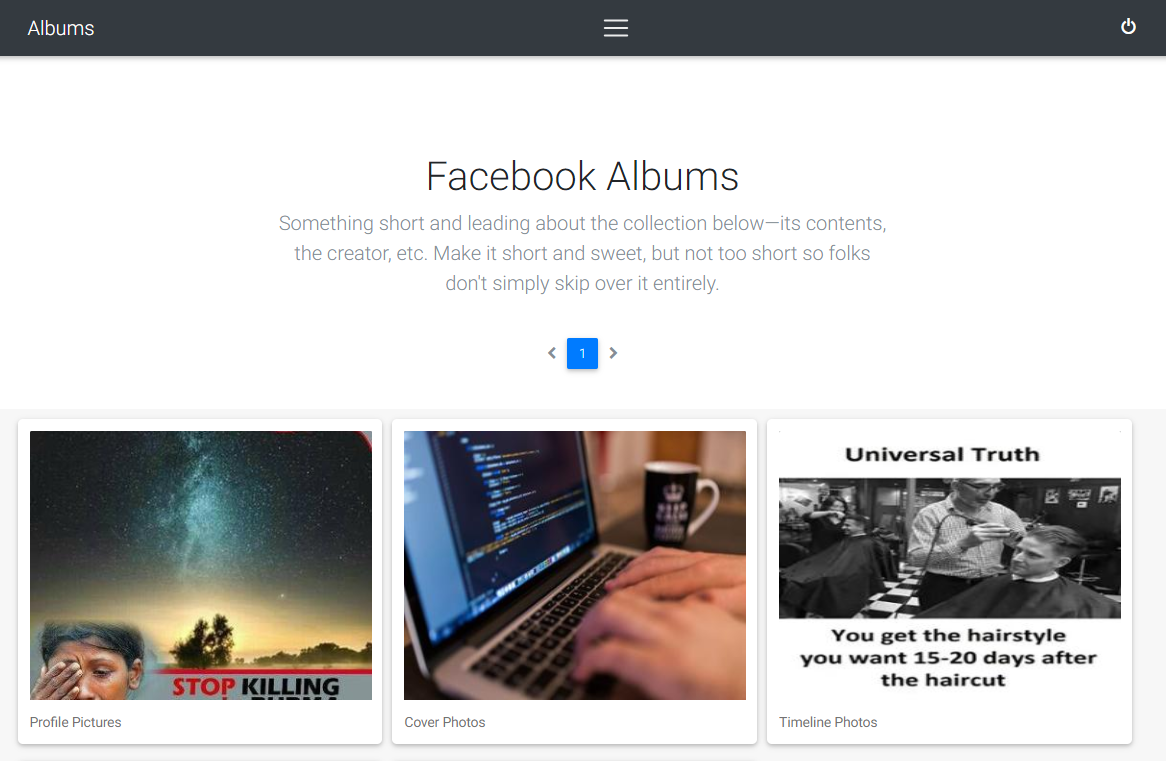 Albums
Facebook Albums
Something short and leading about the collection below—its contents,
the creator, etc. Make it short and sweet, but not too short so folks
don't simply skip over it entirely.
1
STOP KILLING
Profile Pictures
Cover Photos
Universal Truth
You get the hairstyle
you want 15-20 days after
the haircut
Timeline Photos